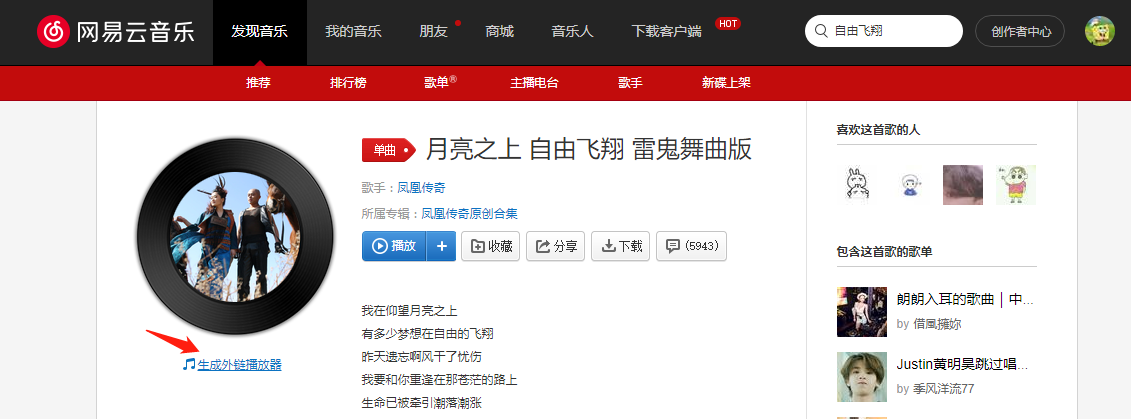 网易云音乐 发现音乐 我的音乐 朋友 商城 音乐人 下载客户端 HOT 自由飞翔 创作者中心
推荐 排行榜 歌单® 主播电台 歌手 新碟上架
单曲 月亮之上 自由飞翔 雷鬼舞曲版
歌手：凤凰传奇
所属专辑：凤凰传奇原创合集
播放 + 收藏 分享 下载 (5943)
我在仰望月亮之上
有多少梦想在自由的飞翔
昨天遗忘啊风干了忧伤
我要和你重逢在那苍茫的路上
生命已被牵引潮落潮涨
生成外链播放器
喜欢这首歌的人
包含这首歌的歌单
朗朗入耳的歌曲 | 中...
by 借風擁妳
Justin黄明昊跳过唱...
by 季风洋流77